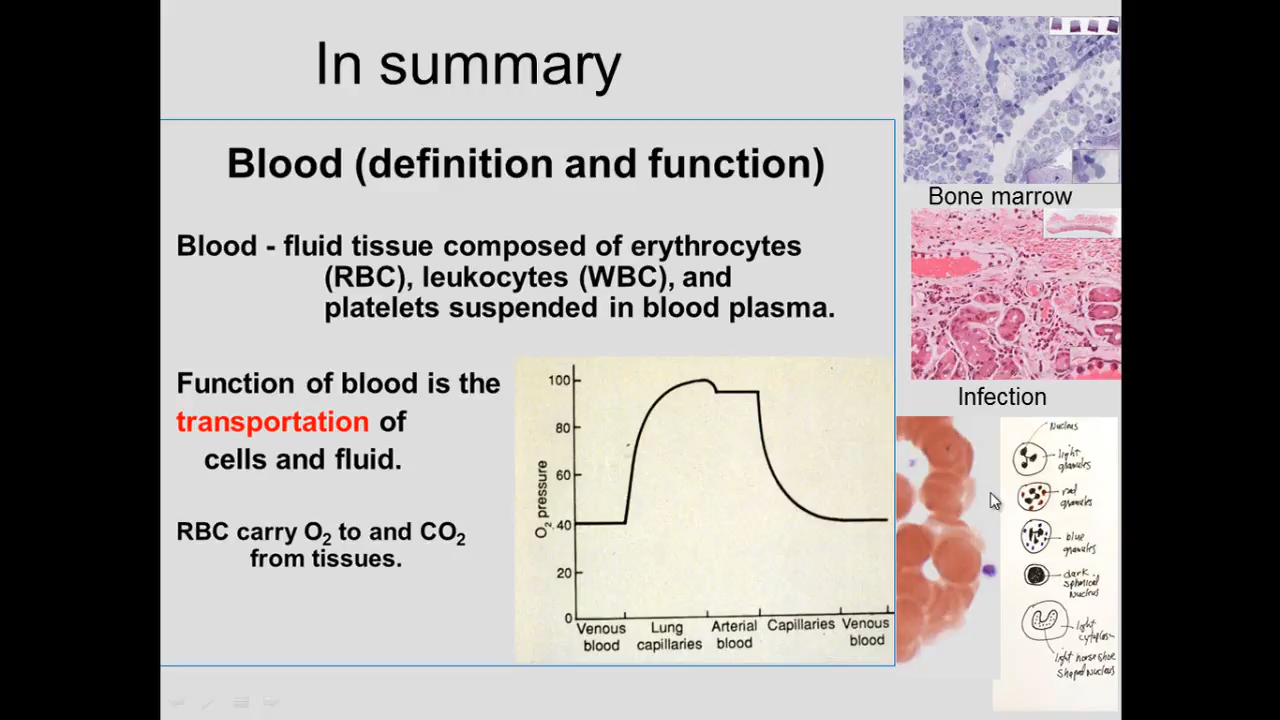 In summary
Blood (definition and function)
Blood - fluid tissue composed of erythrocytes
(RBC), leukocytes (WBC), and
platelets suspended in blood plasma.
Function of blood is the
transportation of
cells and fluid.
RBC carry O2 to and CO2
from tissues.
O2 pressure
100
80
60
40
20
0
Venous
blood
Lung
capillaries
Arterial
blood
Capillaries
Venous
blood
Bone marrow
Infection
Nucleus
light
granules
red
granules
blue
granules
dark
spherical
nucleus
light
cytoplasm
light horse shoe
shaped nucleus